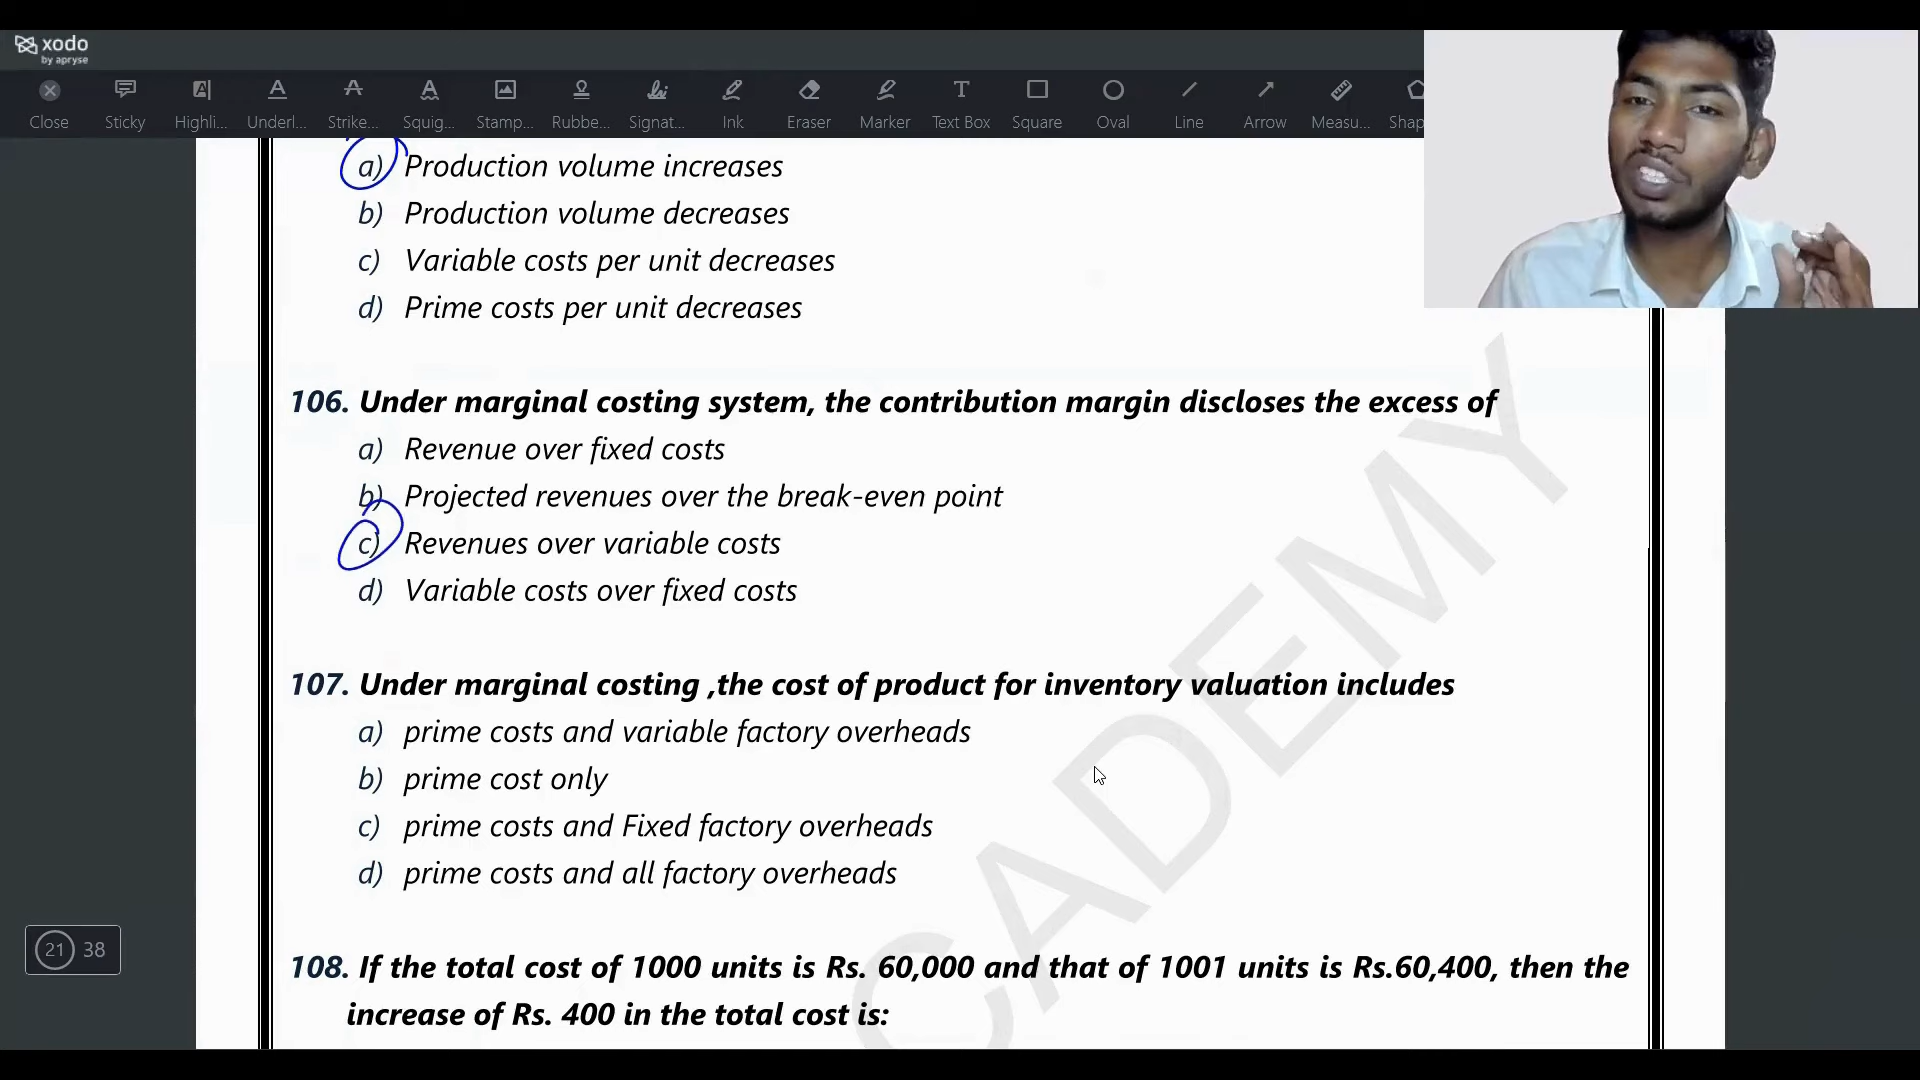 xodo
by apryse
Close Sticky Highli... Underl... Strike... Squig... Stamp... Rubbe... Signat... Ink Eraser Marker Text Box Square Oval Line Arrow Measu... Shap
a) Production volume increases
b) Production volume decreases
c) Variable costs per unit decreases
d) Prime costs per unit decreases
106. Under marginal costing system, the contribution margin discloses the excess of
a) Revenue over fixed costs
b) Projected revenues over the break-even point
c) Revenues over variable costs
d) Variable costs over fixed costs
107. Under marginal costing ,the cost of product for inventory valuation includes
a) prime costs and variable factory overheads
b) prime cost only
c) prime costs and Fixed factory overheads
d) prime costs and all factory overheads
21 38
108. If the total cost of 1000 units is Rs. 60,000 and that of 1001 units is Rs.60,400, then the
increase of Rs. 400 in the total cost is:
CADEMY